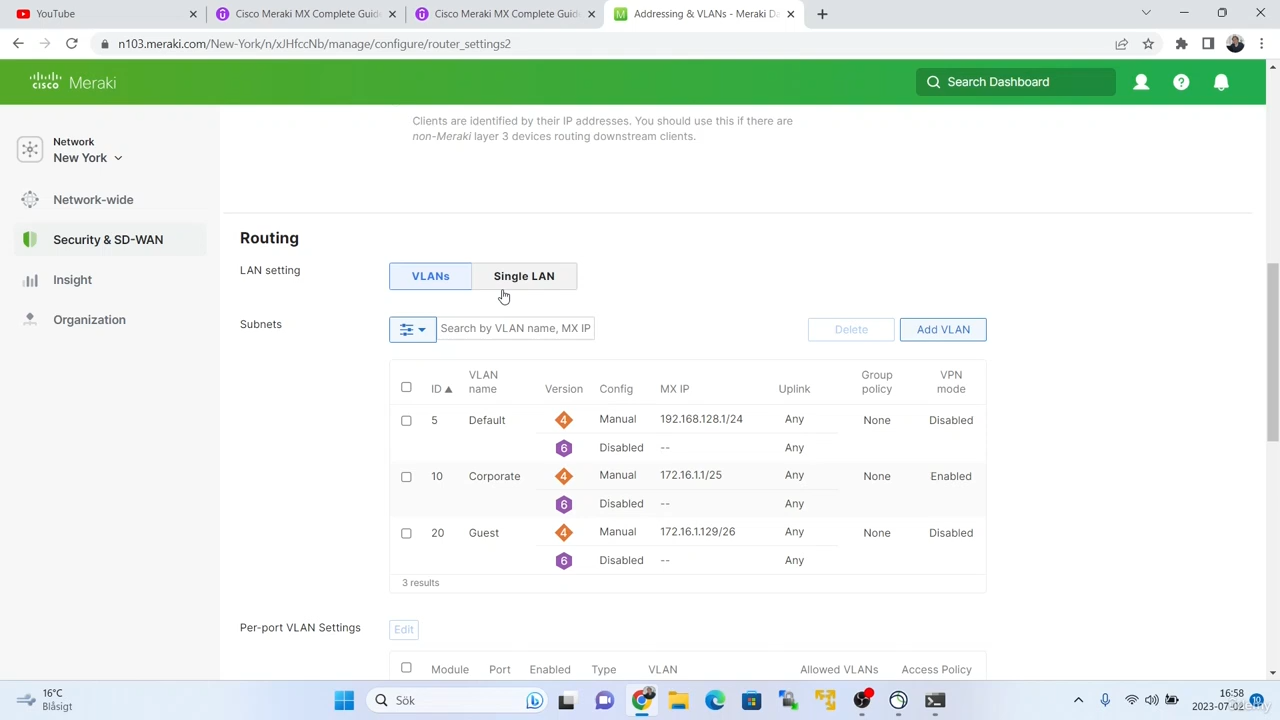 YouTube
Cisco Meraki MX Complete Guide
Cisco Meraki MX Complete Guide
Addressing & VLANs - Meraki Da
n103.meraki.com/New-York/n/xJHfccNb/manage/configure/router_settings2
CISCO Meraki
Search Dashboard
Network
New York
Network-wide
Security & SD-WAN
Insight
Organization
Clients are identified by their IP addresses. You should use this if there are
non-Meraki layer 3 devices routing downstream clients.
Routing
LAN setting
VLANs
Single LAN
Subnets
Search by VLAN name, MX IP
Delete
Add VLAN
ID VLAN name Version Config MX IP Uplink Group policy VPN mode
5 Default 4 Manual 192.168.128.1/24 Any None Disabled
6 Disabled -- Any
10 Corporate 4 Manual 172.16.1.1/25 Any None Enabled
6 Disabled -- Any
20 Guest 4 Manual 172.16.1.129/26 Any None Disabled
6 Disabled -- Any
3 results
Per-port VLAN Settings
Edit
Module Port Enabled Type VLAN Allowed VLANs Access Policy
16°C
Blåsigt
Sök
16:58